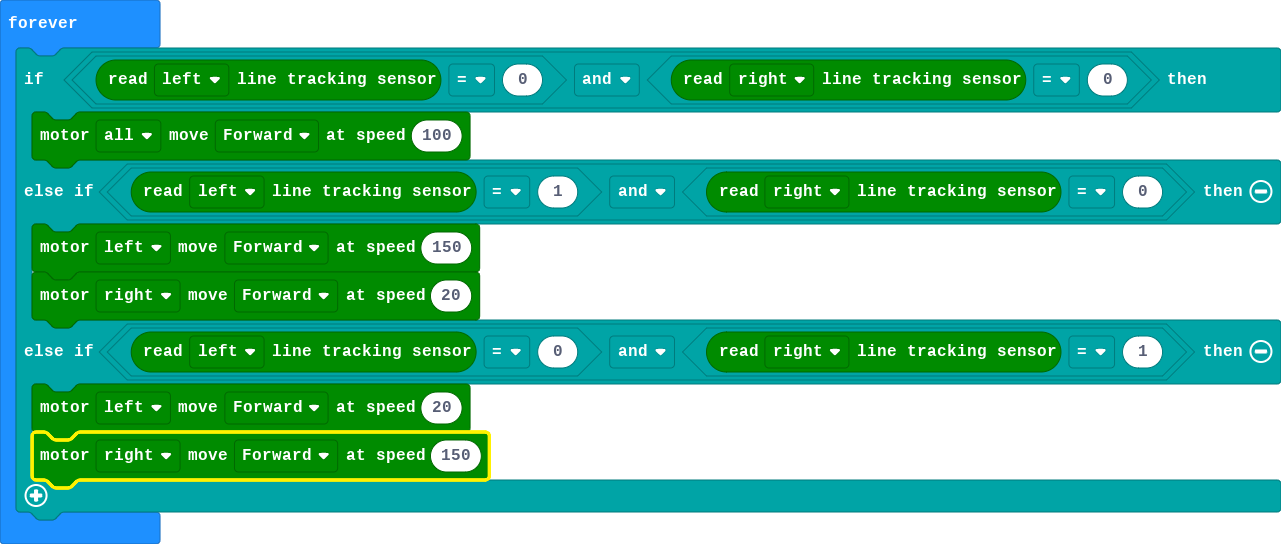 forever
if read left line tracking sensor = 0 and read right line tracking sensor = 0 then
motor all move Forward at speed 100
else if read left line tracking sensor = 1 and read right line tracking sensor = 0 then
motor left move Forward at speed 150
motor right move Forward at speed 20
else if read left line tracking sensor = 0 and read right line tracking sensor = 1 then
motor left move Forward at speed 20
motor right move Forward at speed 150